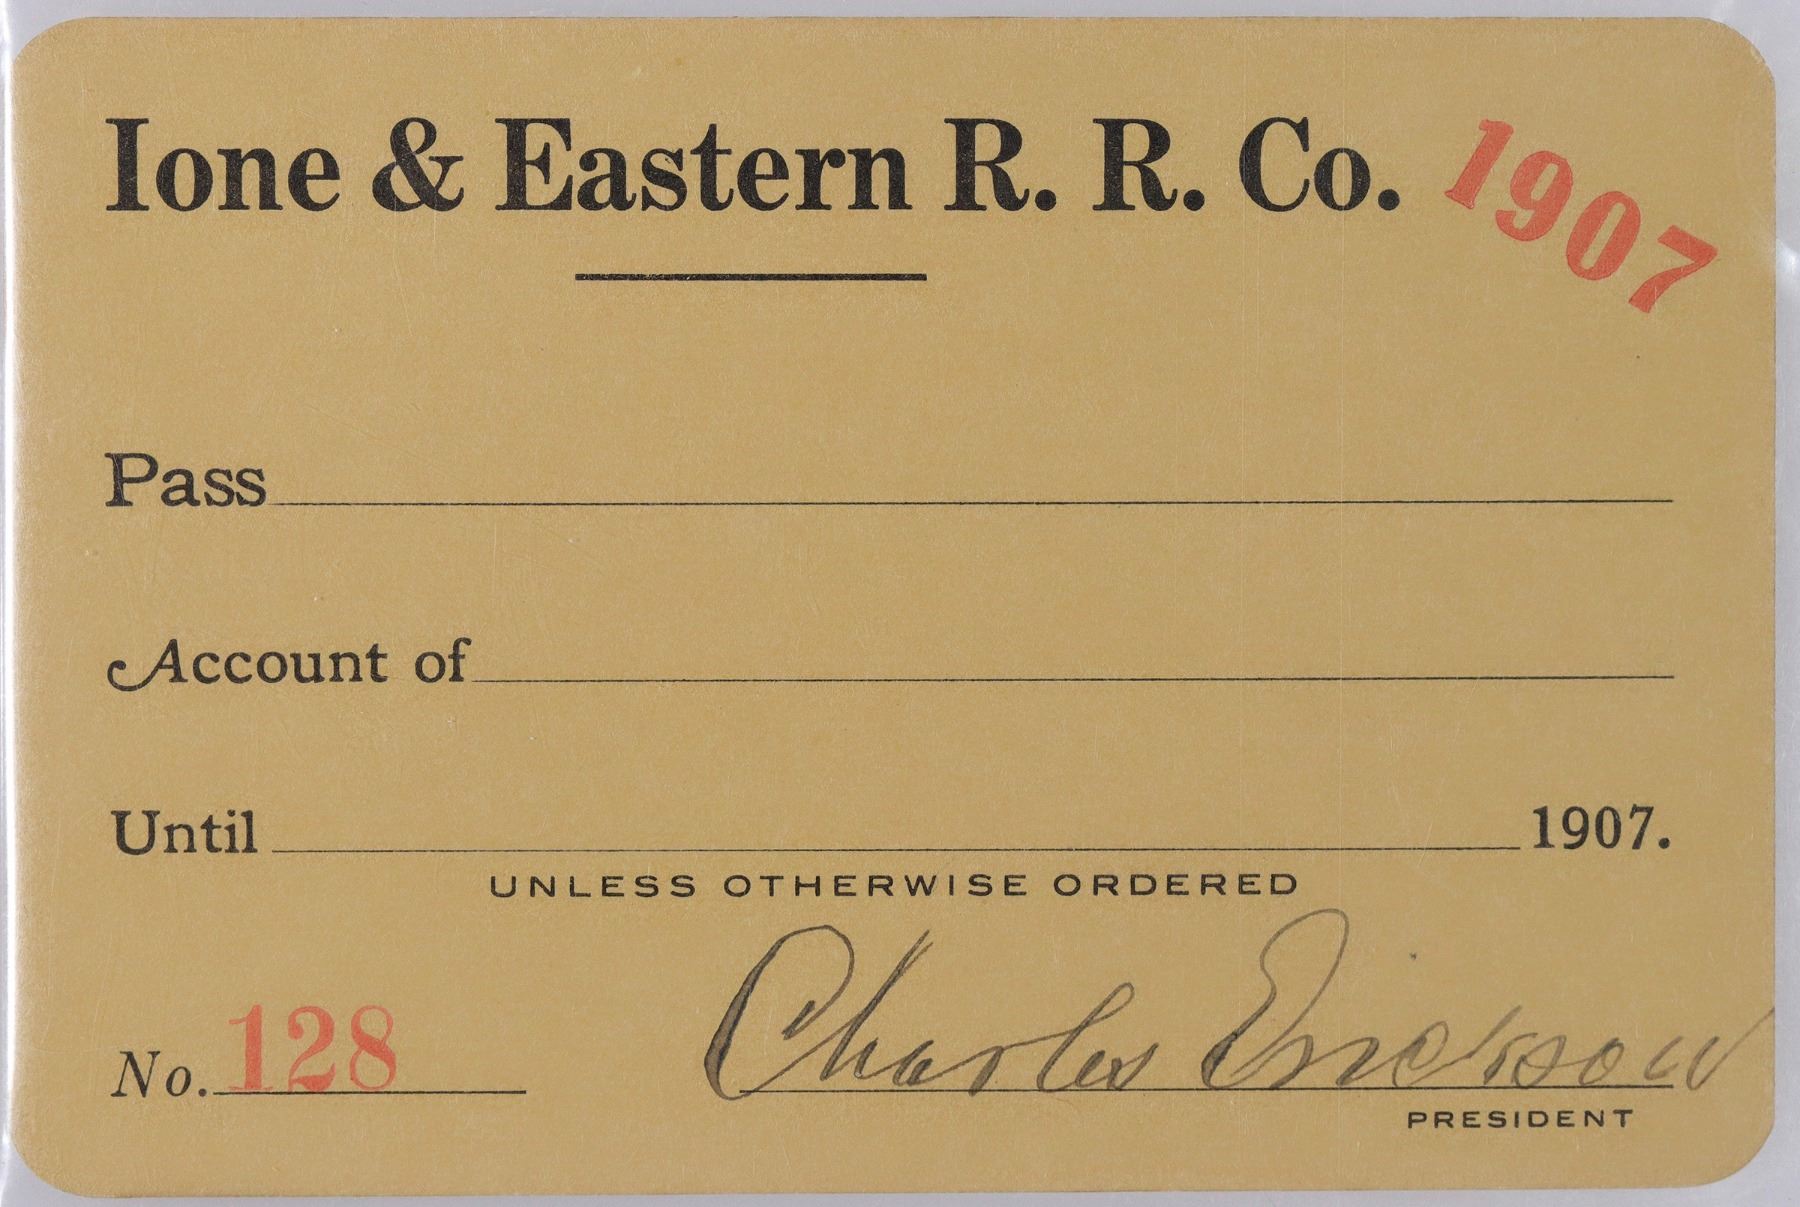 Ione & Eastern R. R. Co. 1907
Pass
Account of
Until 1907.
UNLESS OTHERWISE ORDERED
No. 128 Charles Erickson
PRESIDENT